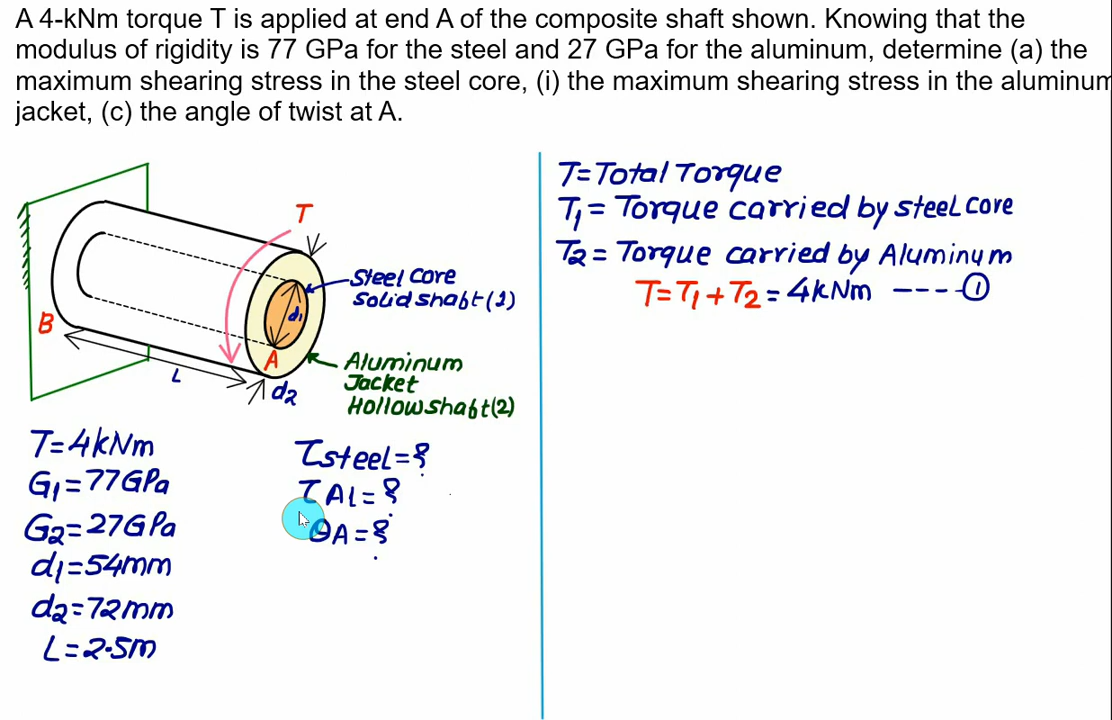 A 4-kNm torque T is applied at end A of the composite shaft shown. Knowing that the
modulus of rigidity is 77 GPa for the steel and 27 GPa for the aluminum, determine (a) the
maximum shearing stress in the steel core, (i) the maximum shearing stress in the aluminum
jacket, (c) the angle of twist at A.
T
Steel core
Solid shaft (1)
d1
B
A
L
d2
Aluminum
Jacket
Hollow shaft (2)
T=4kNm
G1=77GPa
G2=27GPa
d1=54mm
d2=72mm
L=2.5m
τsteel=?
τAl=?
θA=?
T=Total Torque
T1= Torque carried by steel core
T2= Torque carried by Aluminum
T=T1+T2=4kNm ----①